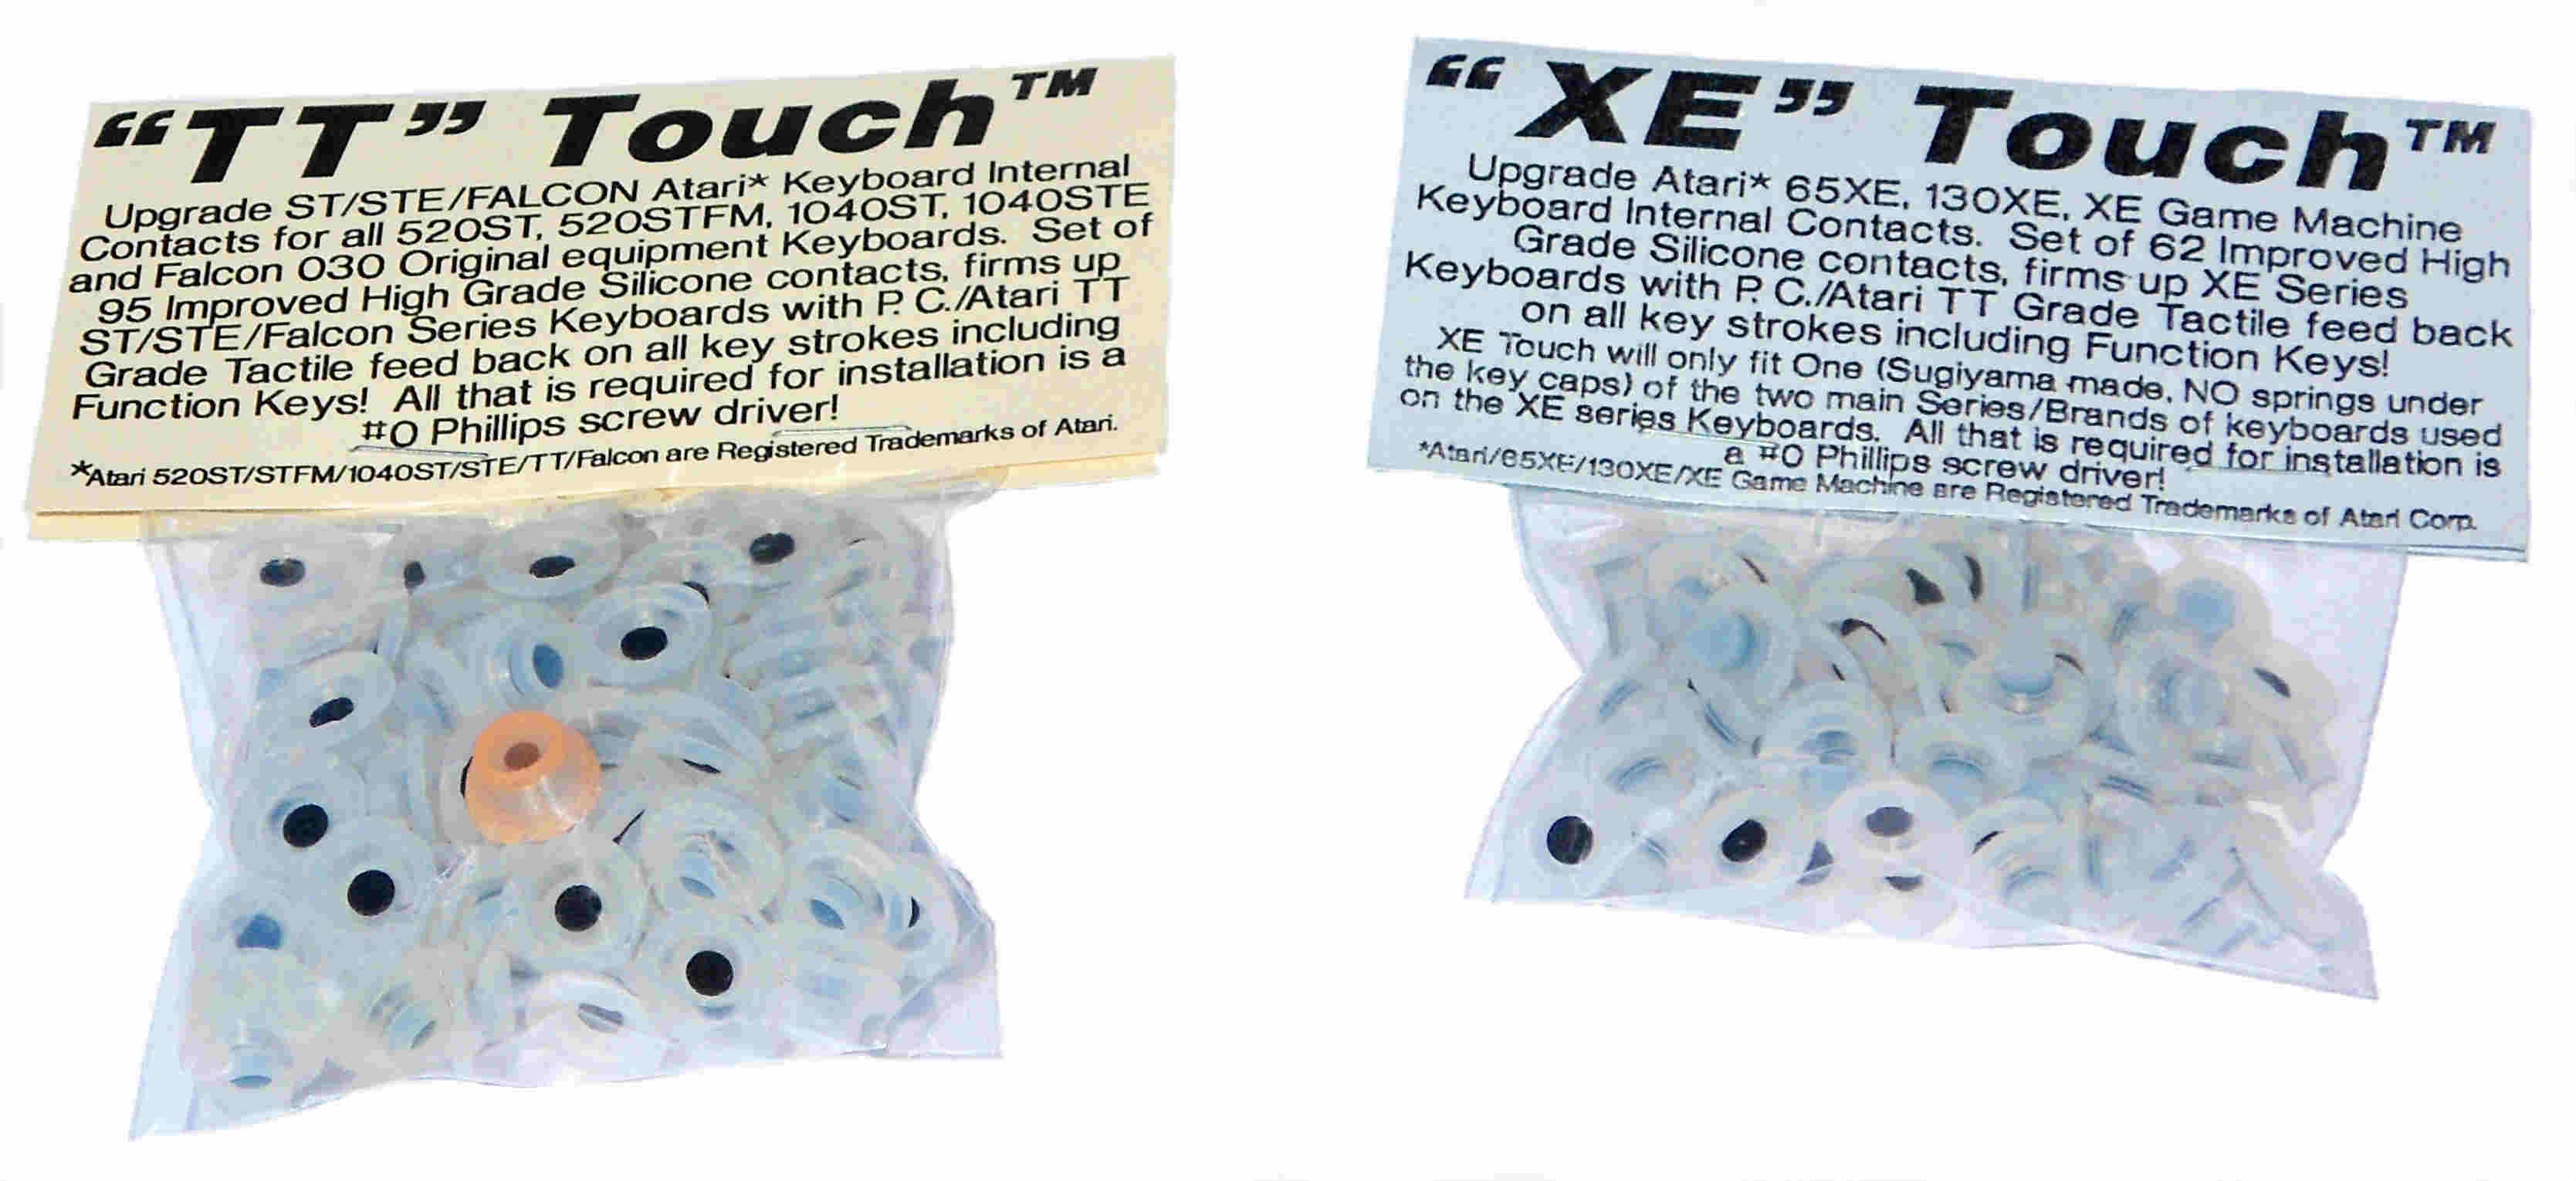 “TT” Touch™
Upgrade ST/STE/FALCON Atari* Keyboard Internal
Contacts for all 520ST, 520STFM, 1040ST, 1040STE
and Falcon 030 Original equipment Keyboards. Set of
95 Improved High Grade Silicone contacts, firms up
ST/STE/Falcon Series Keyboards with P. C./Atari TT
Grade Tactile feed back on all key strokes including
Function Keys! All that is required for installation is a
#0 Phillips screw driver!
*Atari 520ST/STFM/1040ST/STE/TT/Falcon are Registered Trademarks of Atari.
“XE” Touch™
Upgrade Atari* 65XE, 130XE, XE Game Machine
Keyboard Internal Contacts. Set of 62 Improved High
Grade Silicone contacts, firms up XE Series
Keyboards with P. C./Atari TT Grade Tactile feed back
on all key strokes including Function Keys!
XE Touch will only fit One (Sugiyama made, NO springs under
the key caps) of the two main Series/Brands of keyboards used
on the XE series Keyboards. All that is required for installation is
a #0 Phillips screw driver!
*Atari/65XE/130XE/XE Game Machine are Registered Trademarks of Atari Corp.